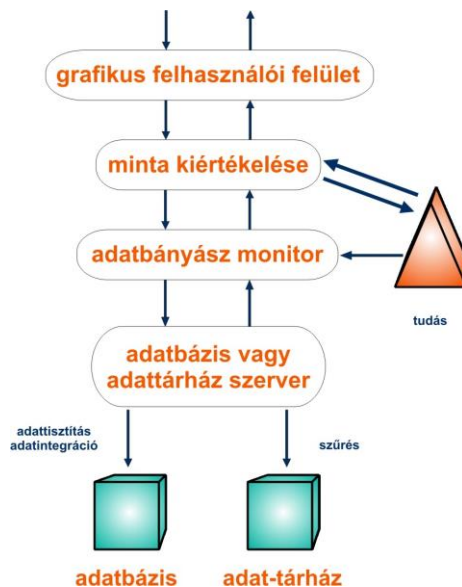 grafikus felhasználói felület
minta kiértékelése
adatbányász monitor
tudás
adatbázis vagy
adattárház szerver
adattisztítás
adatintegráció
szűrés
adatbázis
adat-tárház